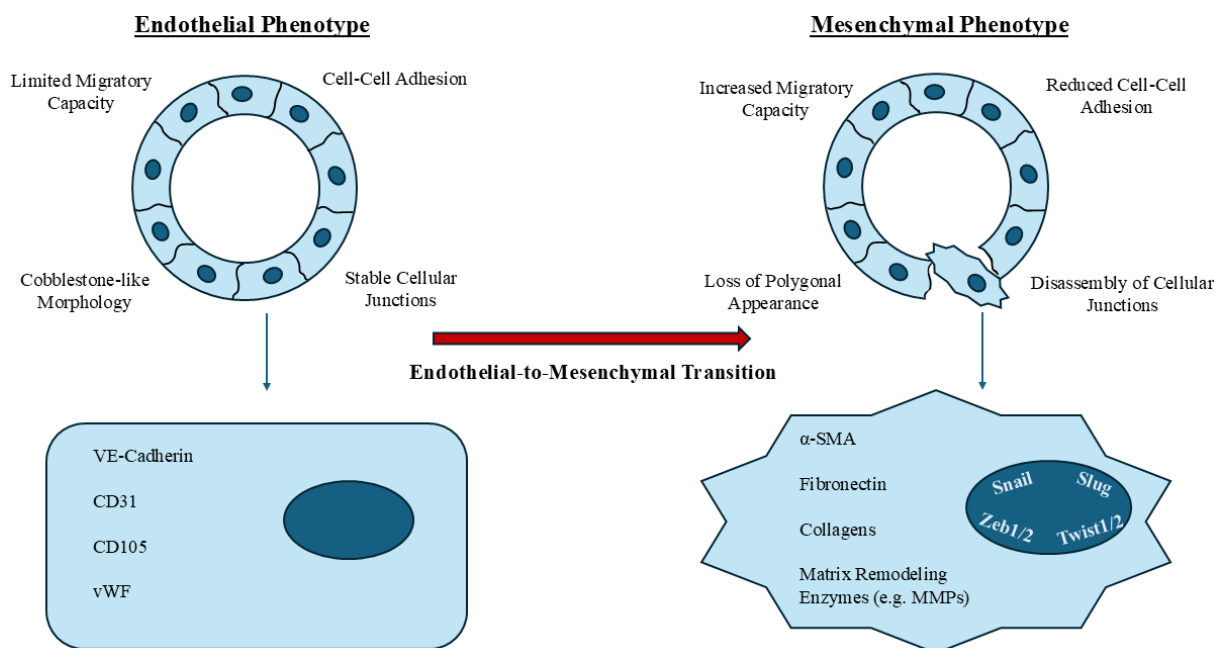 Endothelial Phenotype
Limited Migratory
Capacity
Cell-Cell Adhesion
Cobblestone-like
Morphology
Stable Cellular
Junctions
Mesenchymal Phenotype
Increased Migratory
Capacity
Reduced Cell-Cell
Adhesion
Loss of Polygonal
Appearance
Disassembly of Cellular
Junctions
Endothelial-to-Mesenchymal Transition
VE-Cadherin
CD31
CD105
vWF
α-SMA
Fibronectin
Collagens
Matrix Remodeling
Enzymes (e.g. MMPs)
Snail
Slug
Zeb1/2
Twist1/2